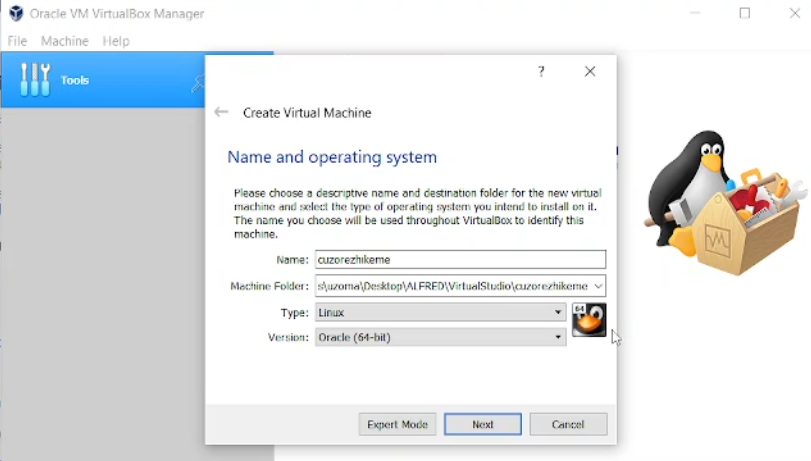 Oracle VM VirtualBox Manager
File Machine Help
Tools
?
Create Virtual Machine
Name and operating system
Please choose a descriptive name and destination folder for the new virtual
machine and select the type of operating system you intend to install on it.
The name you choose will be used throughout VirtualBox to identify this
machine.
Name: cuzorezhikeme
Machine Folder: s\uzoma\Desktop\ALFRED\VirtualStudio\cuzorezhikeme
Type: Linux
64
Version: Oracle (64-bit)
Expert Mode Next Cancel